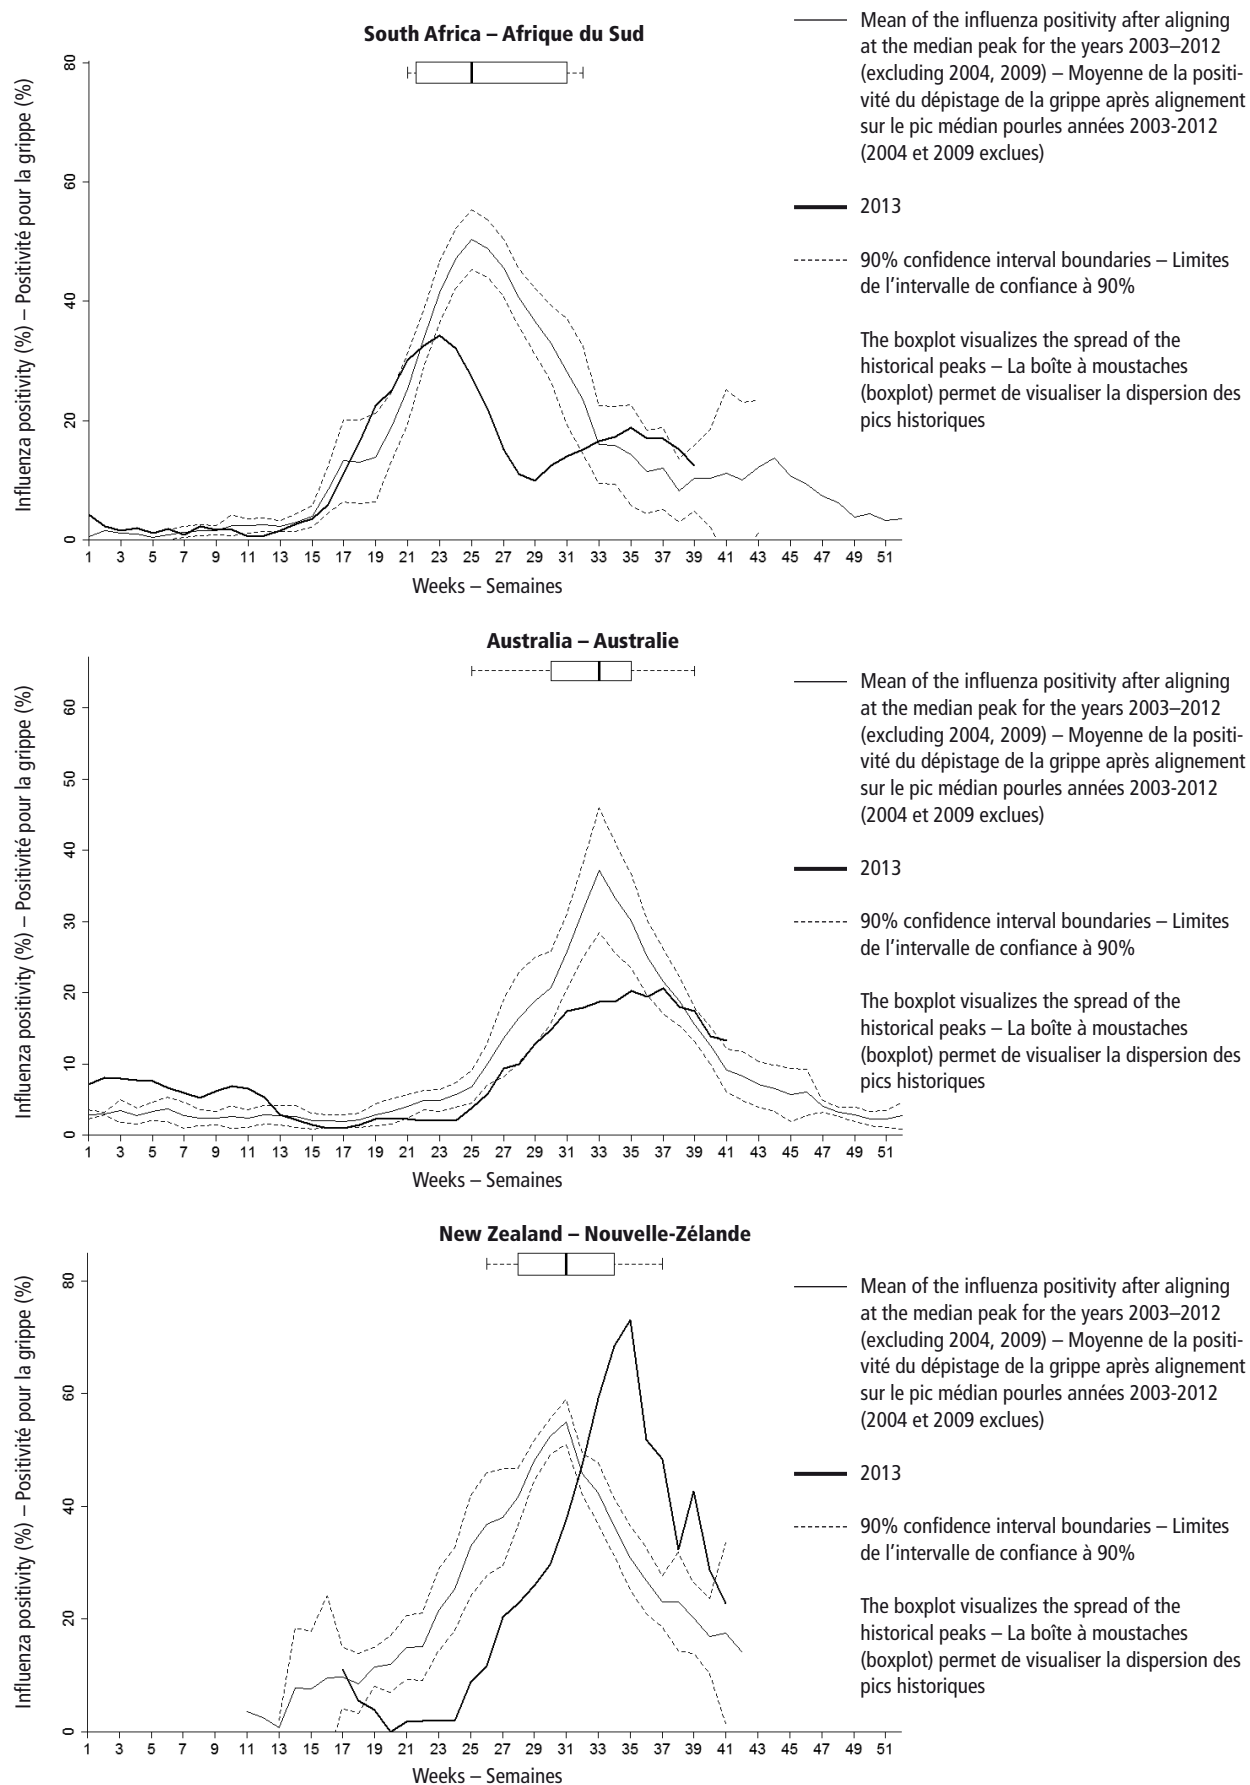 South Africa – Afrique du Sud
Influenza positivity (%) – Positivité pour la grippe (%)
80
60
40
20
0
1 3 5 7 9 11 13 15 17 19 21 23 25 27 29 31 33 35 37 39 41 43 45 47 49 51
Weeks – Semaines
Mean of the influenza positivity after aligning
at the median peak for the years 2003–2012
(excluding 2004, 2009) – Moyenne de la positi-
vité du dépistage de la grippe après alignement
sur le pic médian pourles années 2003-2012
(2004 et 2009 exclues)
2013
90% confidence interval boundaries – Limites
de l’intervalle de confiance à 90%
The boxplot visualizes the spread of the
historical peaks – La boîte à moustaches
(boxplot) permet de visualiser la dispersion des
pics historiques
Australia – Australie
Influenza positivity (%) – Positivité pour la grippe (%)
60
50
40
30
20
10
0
1 3 5 7 9 11 13 15 17 19 21 23 25 27 29 31 33 35 37 39 41 43 45 47 49 51
Weeks – Semaines
Mean of the influenza positivity after aligning
at the median peak for the years 2003–2012
(excluding 2004, 2009) – Moyenne de la positi-
vité du dépistage de la grippe après alignement
sur le pic médian pourles années 2003-2012
(2004 et 2009 exclues)
2013
90% confidence interval boundaries – Limites
de l’intervalle de confiance à 90%
The boxplot visualizes the spread of the
historical peaks – La boîte à moustaches
(boxplot) permet de visualiser la dispersion des
pics historiques
New Zealand – Nouvelle-Zélande
Influenza positivity (%) – Positivité pour la grippe (%)
80
60
40
20
0
1 3 5 7 9 11 13 15 17 19 21 23 25 27 29 31 33 35 37 39 41 43 45 47 49 51
Weeks – Semaines
Mean of the influenza positivity after aligning
at the median peak for the years 2003–2012
(excluding 2004, 2009) – Moyenne de la positi-
vité du dépistage de la grippe après alignement
sur le pic médian pourles années 2003-2012
(2004 et 2009 exclues)
2013
90% confidence interval boundaries – Limites
de l’intervalle de confiance à 90%
The boxplot visualizes the spread of the
historical peaks – La boîte à moustaches
(boxplot) permet de visualiser la dispersion des
pics historiques